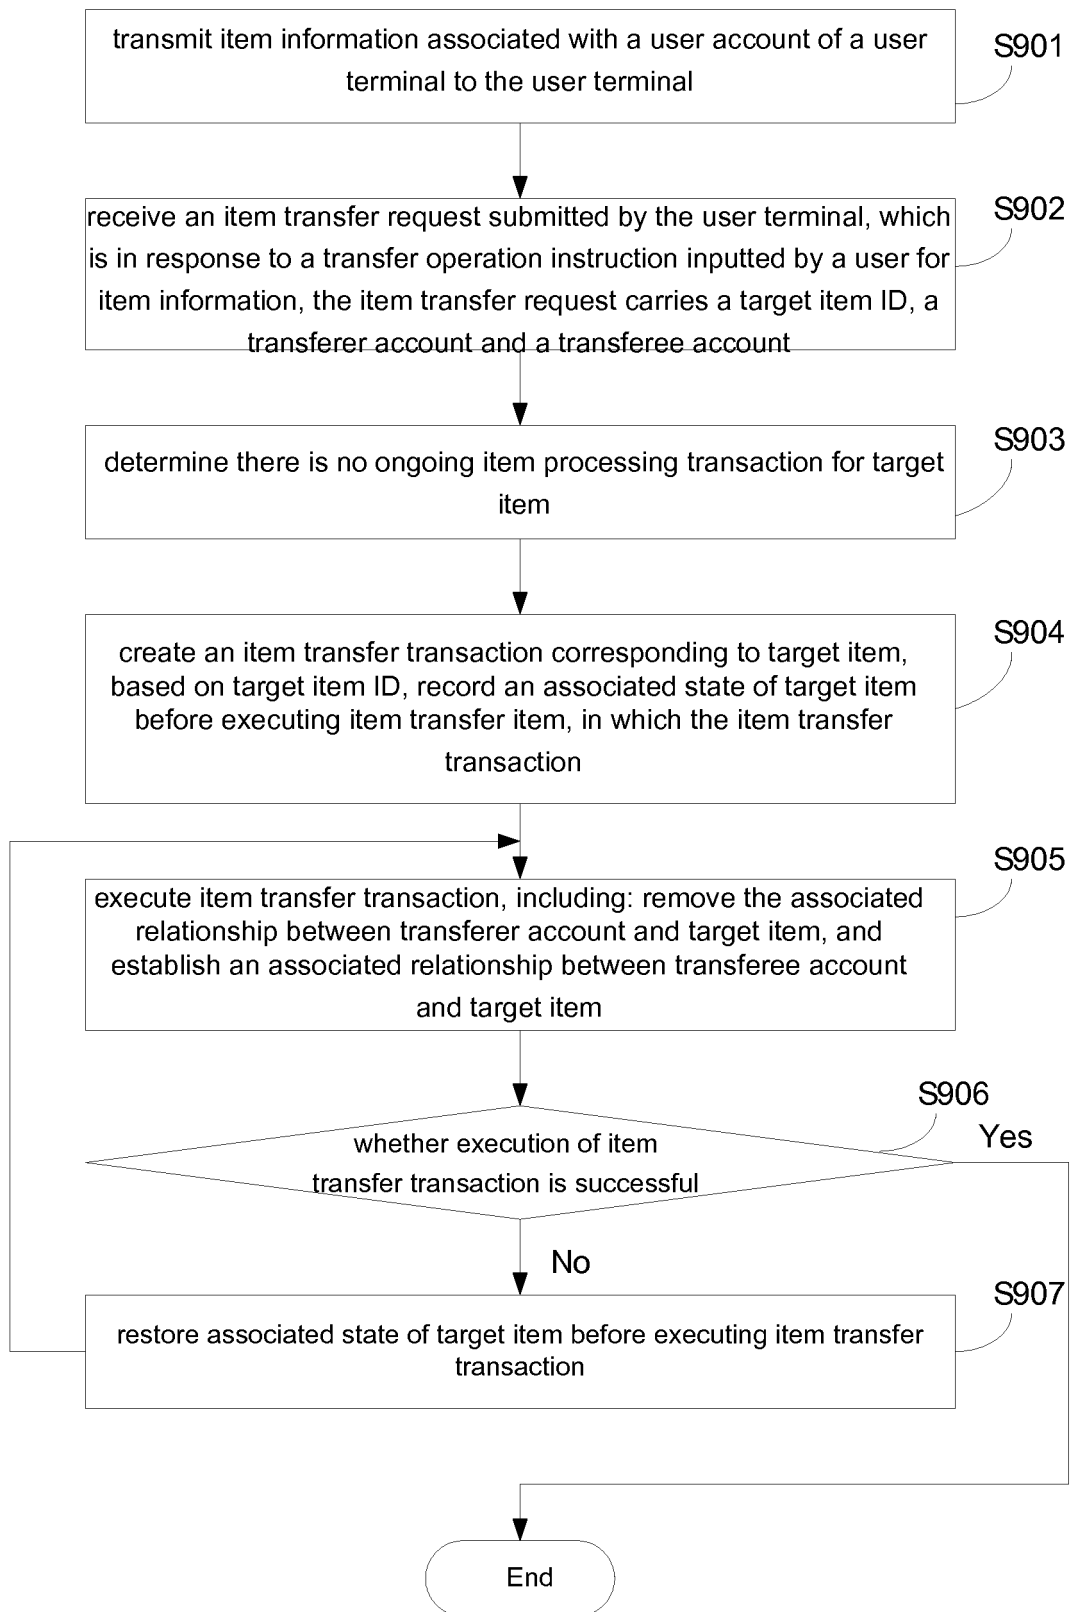 transmit item information associated with a user account of a user
terminal to the user terminal
S901
receive an item transfer request submitted by the user terminal, which
is in response to a transfer operation instruction inputted by a user for
item information, the item transfer request carries a target item ID, a
transferer account and a transferee account
S902
determine there is no ongoing item processing transaction for target
item
S903
create an item transfer transaction corresponding to target item,
based on target item ID, record an associated state of target item
before executing item transfer item, in which the item transfer
transaction
S904
execute item transfer transaction, including: remove the associated
relationship between transferer account and target item, and
establish an associated relationship between transferee account
and target item
S905
whether execution of item
transfer transaction is successful
S906
Yes
No
restore associated state of target item before executing item transfer
transaction
S907
End